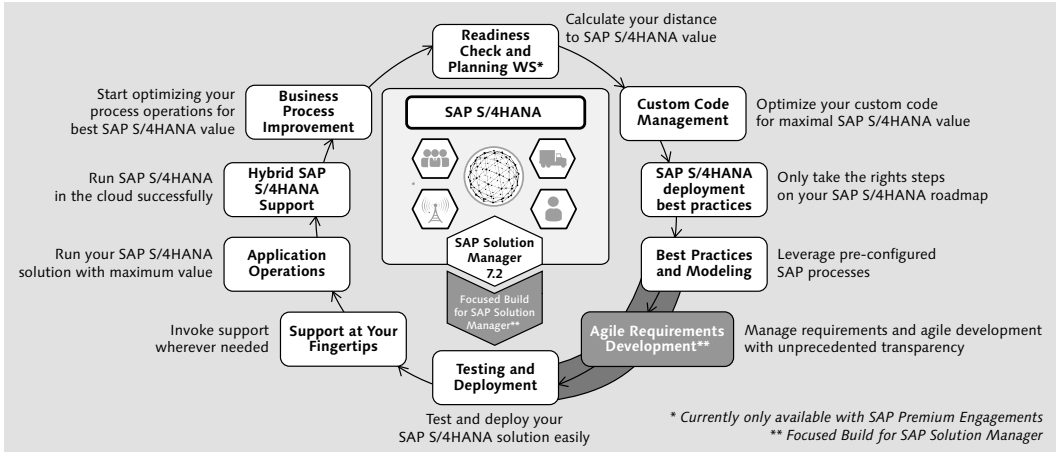 Readiness
Check and
Planning WS*
Calculate your distance
to SAP S/4HANA value
Custom Code
Management
Optimize your custom code
for maximal SAP S/4HANA value
SAP S/4HANA
deployment
best practices
Only take the rights steps
on your SAP S/4HANA roadmap
Best Practices
and Modeling
Leverage pre-configured
SAP processes
Agile Requirements
Development**
Manage requirements and agile development
with unprecedented transparency
Testing and
Deployment
Test and deploy your
SAP S/4HANA solution easily
Support at Your
Fingertips
Invoke support
wherever needed
Application
Operations
Run your SAP S/4HANA
solution with maximum value
Hybrid SAP
S/4HANA
Support
Run SAP S/4HANA
in the cloud successfully
Business
Process
Improvement
Start optimizing your
process operations for
best SAP S/4HANA value
SAP S/4HANA
SAP Solution
Manager
7.2
Focused Build
for SAP Solution
Manager**
* Currently only available with SAP Premium Engagements
** Focused Build for SAP Solution Manager